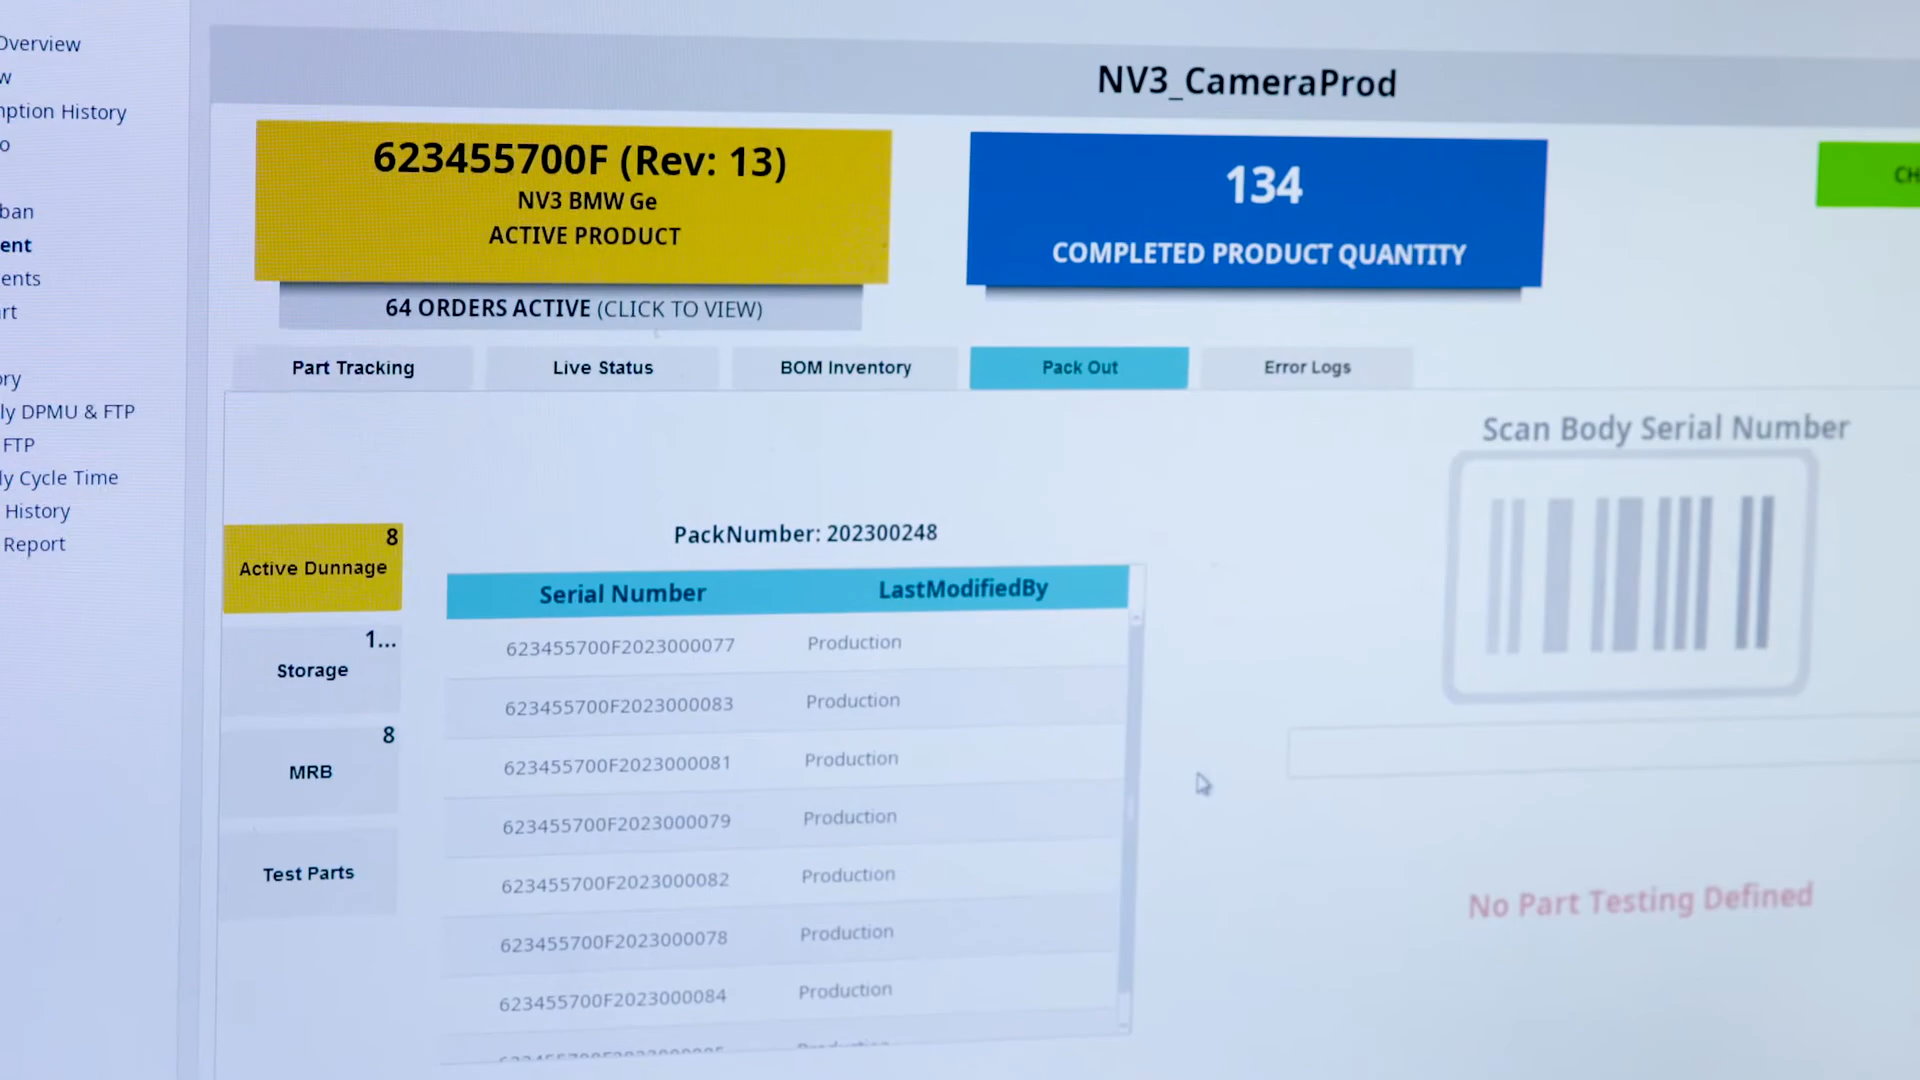 Overview
w
nption History
o
ban
ent
ents
rt
ry
ly DPMU & FTP
FTP
ly Cycle Time
History
Report
NV3_CameraProd
623455700F (Rev: 13)
NV3 BMW Ge
ACTIVE PRODUCT
64 ORDERS ACTIVE (CLICK TO VIEW)
134
COMPLETED PRODUCT QUANTITY
CH
Part Tracking
Live Status
BOM Inventory
Pack Out
Error Logs
Scan Body Serial Number
8
Active Dunnage
1...
Storage
8
MRB
Test Parts
PackNumber: 202300248
Serial Number LastModifiedBy
623455700F2023000077 Production
623455700F2023000083 Production
623455700F2023000081 Production
623455700F2023000079 Production
623455700F2023000082 Production
623455700F2023000078 Production
623455700F2023000084 Production
Production
No Part Testing Defined